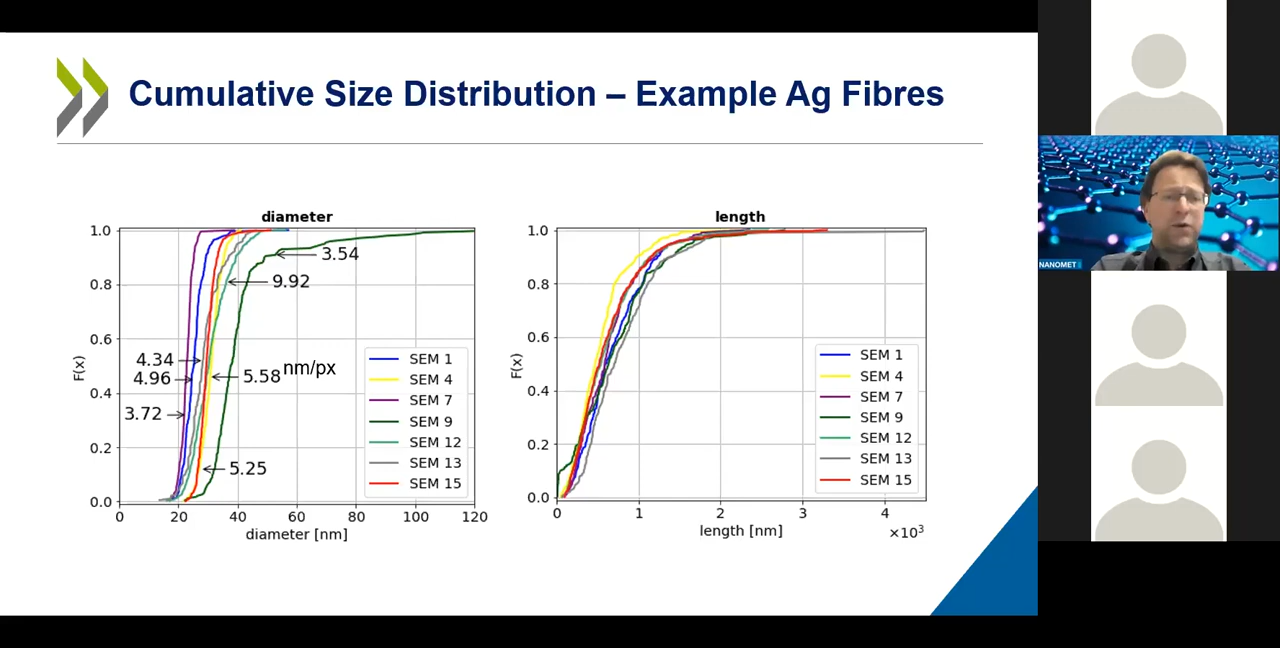 Cumulative Size Distribution – Example Ag Fibres
diameter
1.0
0.8
0.6
0.4
0.2
0.0
F(x)
0
20
40
60
80
100
120
diameter [nm]
3.54
9.92
4.34
4.96
5.58
nm/px
3.72
5.25
SEM 1
SEM 4
SEM 7
SEM 9
SEM 12
SEM 13
SEM 15
length
1.0
0.8
0.6
0.4
0.2
0.0
F(x)
0
1
2
3
4
length [nm]
×10³
SEM 1
SEM 4
SEM 7
SEM 9
SEM 12
SEM 13
SEM 15
NANOMET